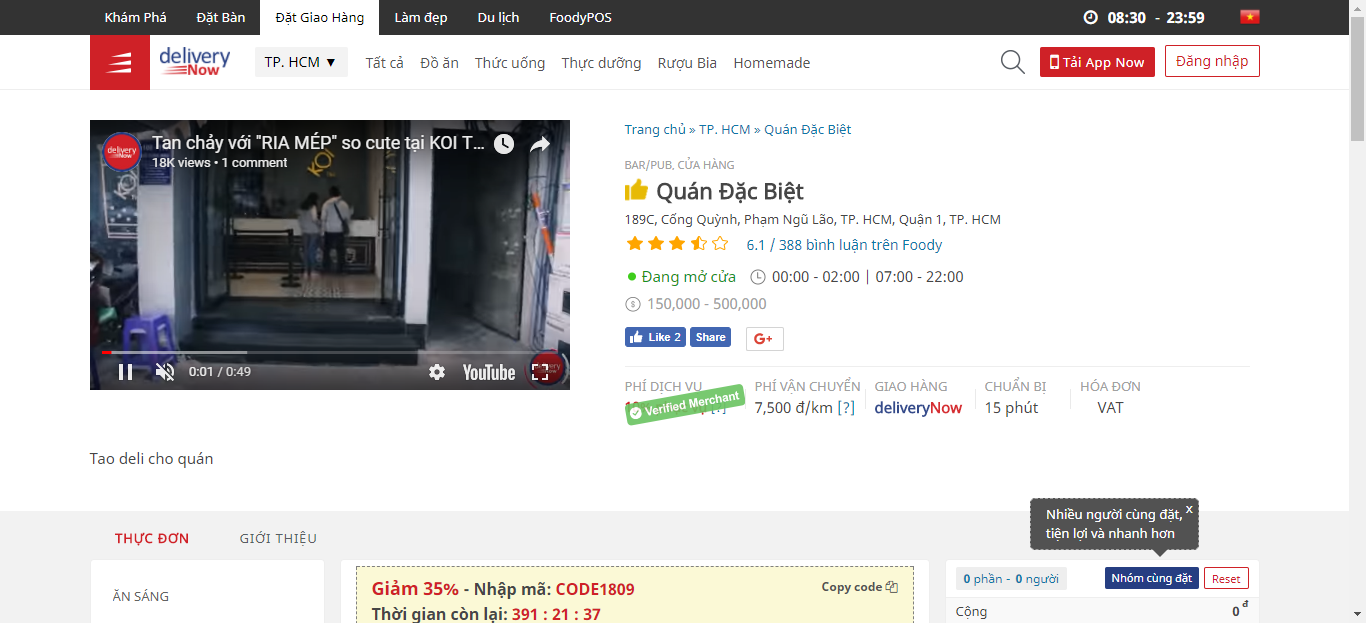 Khám Phá Đặt Bàn Đặt Giao Hàng Làm đẹp Du lịch FoodyPOS 08:30 - 23:59
delivery Now TP. HCM ▼ Tất cả Đồ ăn Thức uống Thực dưỡng Rượu Bia Homemade Tải App Now Đăng nhập
Tan chảy với "RIA MÉP" so cute tại KOI T...
18K views • 1 comment
delivery Now
KOI
0:01 / 0:49 YouTube
Trang chủ » TP. HCM » Quán Đặc Biệt
BAR/PUB, CỬA HÀNG
Quán Đặc Biệt
189C, Cống Quỳnh, Phạm Ngũ Lão, TP. HCM, Quận 1, TP. HCM
6.1 / 388 bình luận trên Foody
Đang mở cửa 00:00 - 02:00 | 07:00 - 22:00
150,000 - 500,000
Like 2 Share G+
PHÍ DỊCH VỤ PHÍ VẬN CHUYỂN GIAO HÀNG CHUẨN BỊ HÓA ĐƠN
Verified Merchant 7,500 đ/km [?] deliveryNow 15 phút VAT
Tao deli cho quán
Nhiều người cùng đặt, x
tiện lợi và nhanh hơn
THỰC ĐƠN GIỚI THIỆU
ĂN SÁNG
Giảm 35% - Nhập mã: CODE1809 Copy code
Thời gian còn lại: 391 : 21 : 37
0 phần - 0 người Nhóm cùng đặt Reset
Cộng 0 đ